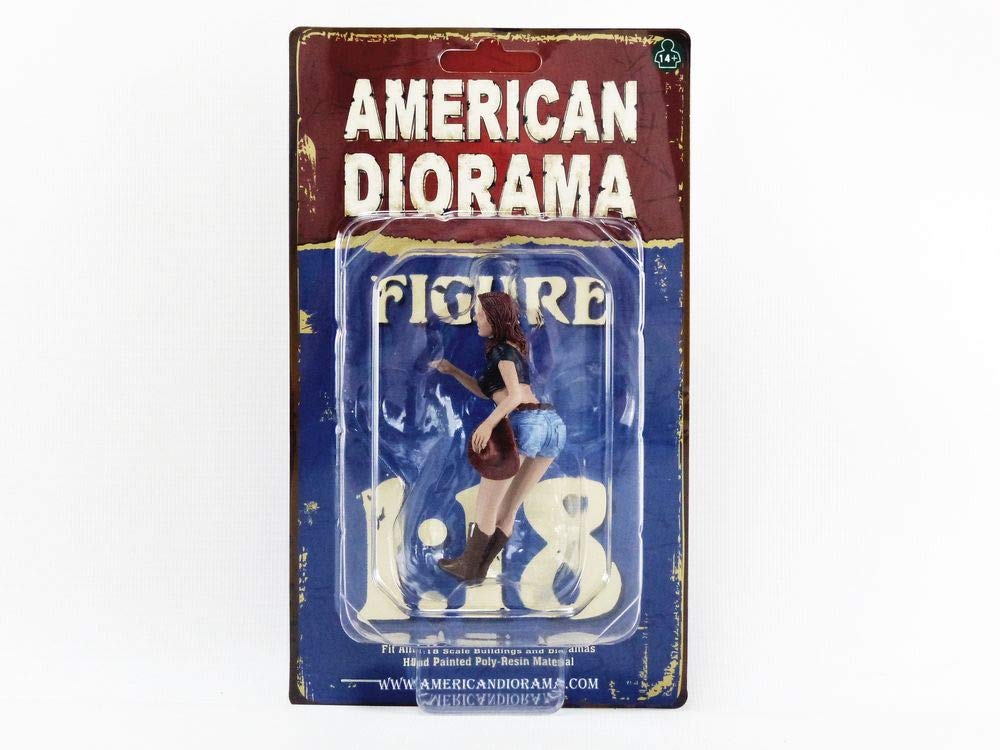 14+
AMERICAN
DIORAMA
FIGURE
1:18
Fit All 1:18 Scale Buildings and Dioramas
Hand Painted Poly-Resin Material
WWW.AMERICANDIORAMA.COM